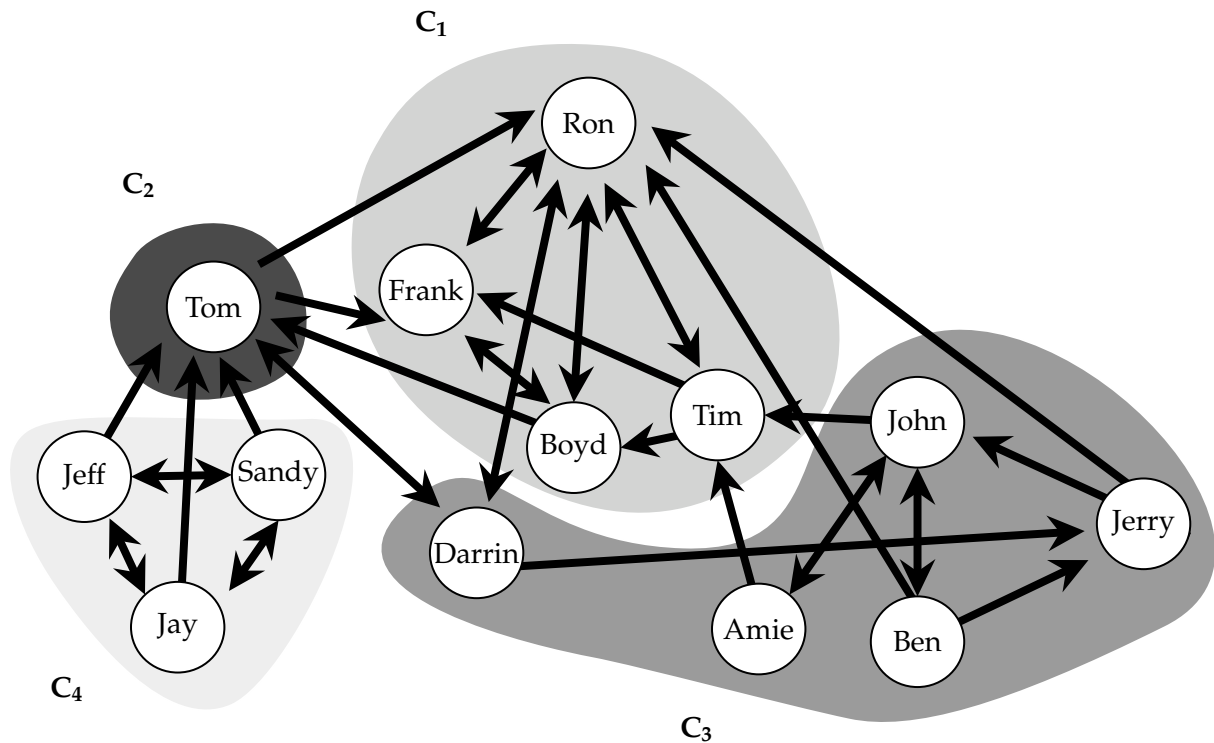 C₁
Ron
C₂
Frank
Tom
Tim
John
Boyd
Jeff
Sandy
Jerry
Darrin
Jay
Amie
Ben
C₄
C₃